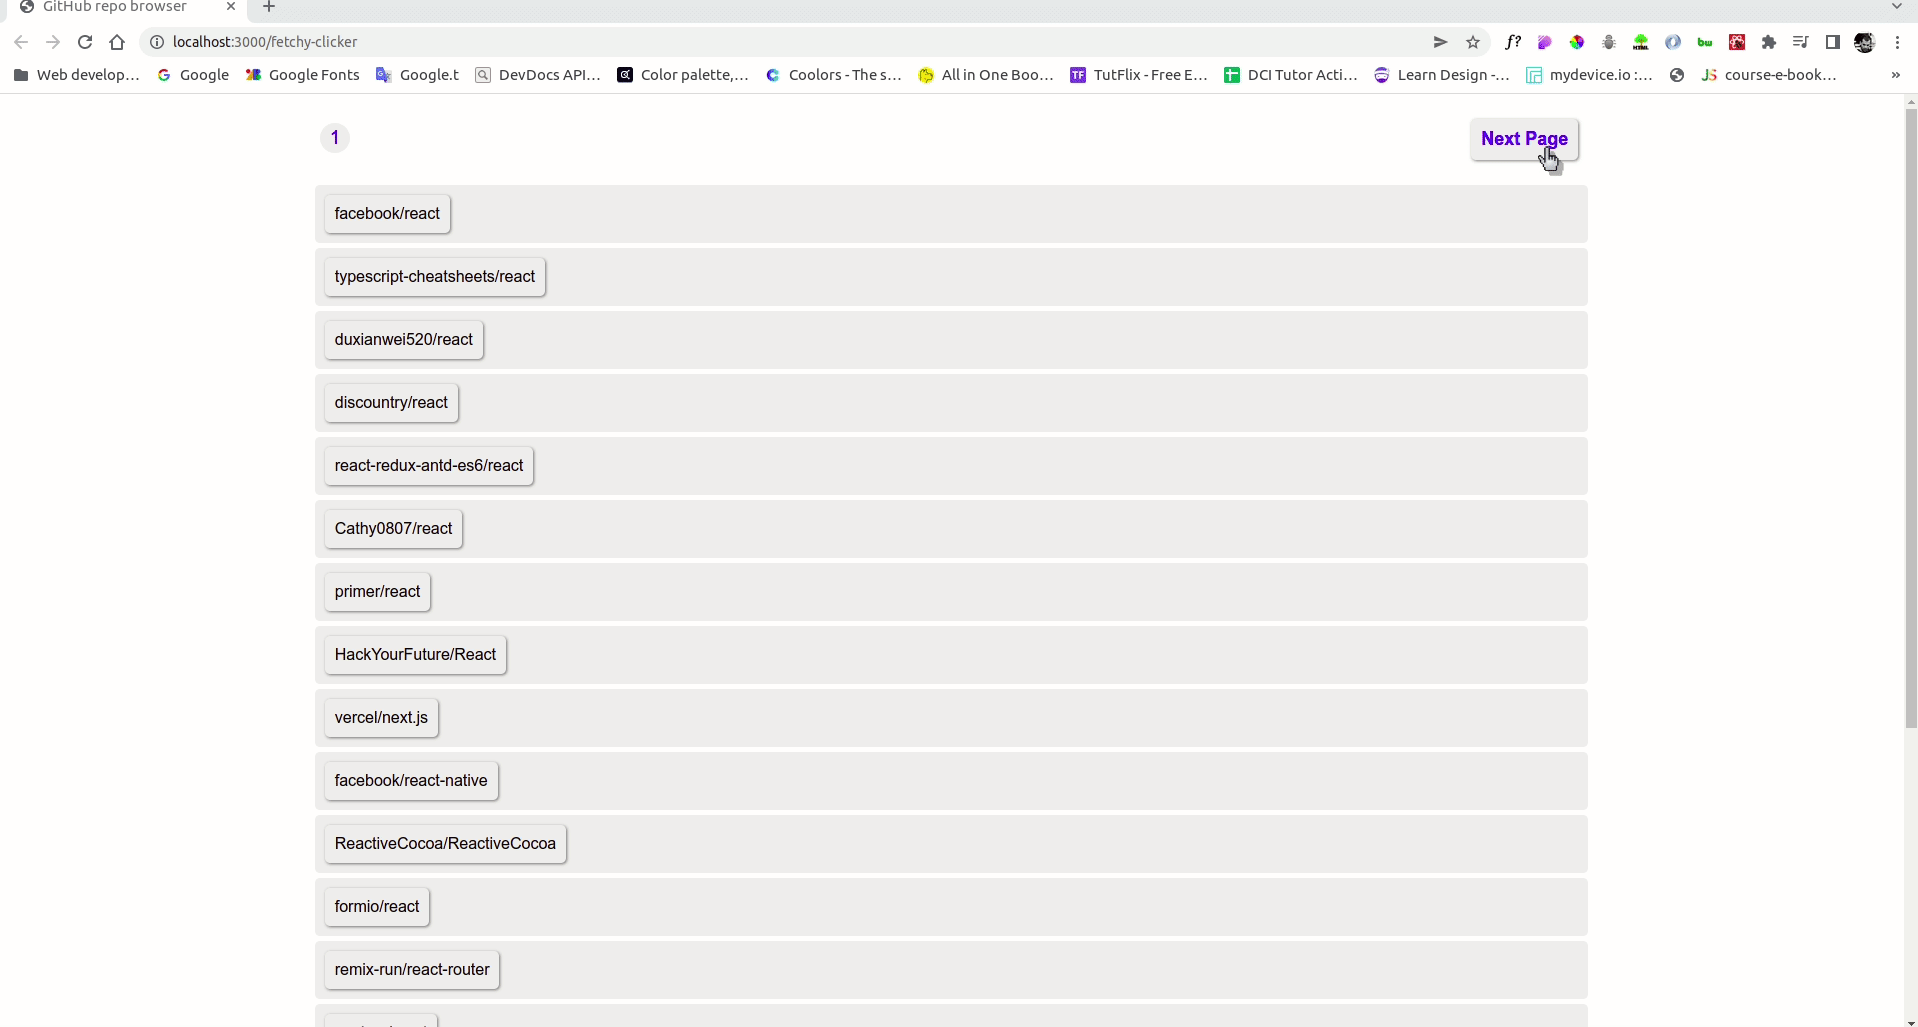 GitHub repo browser
localhost:3000/fetchy-clicker
f?
Web develop... Google Google Fonts Google.t DevDocs API... Color palette,... Coolors - The s... All in One Boo... TF TutFlix - Free E... DCI Tutor Acti... Learn Design -... mydevice.io :... JS course-e-book... »
1 Next Page
facebook/react
typescript-cheatsheets/react
duxianwei520/react
discountry/react
react-redux-antd-es6/react
Cathy0807/react
primer/react
HackYourFuture/React
vercel/next.js
facebook/react-native
ReactiveCocoa/ReactiveCocoa
formio/react
remix-run/react-router